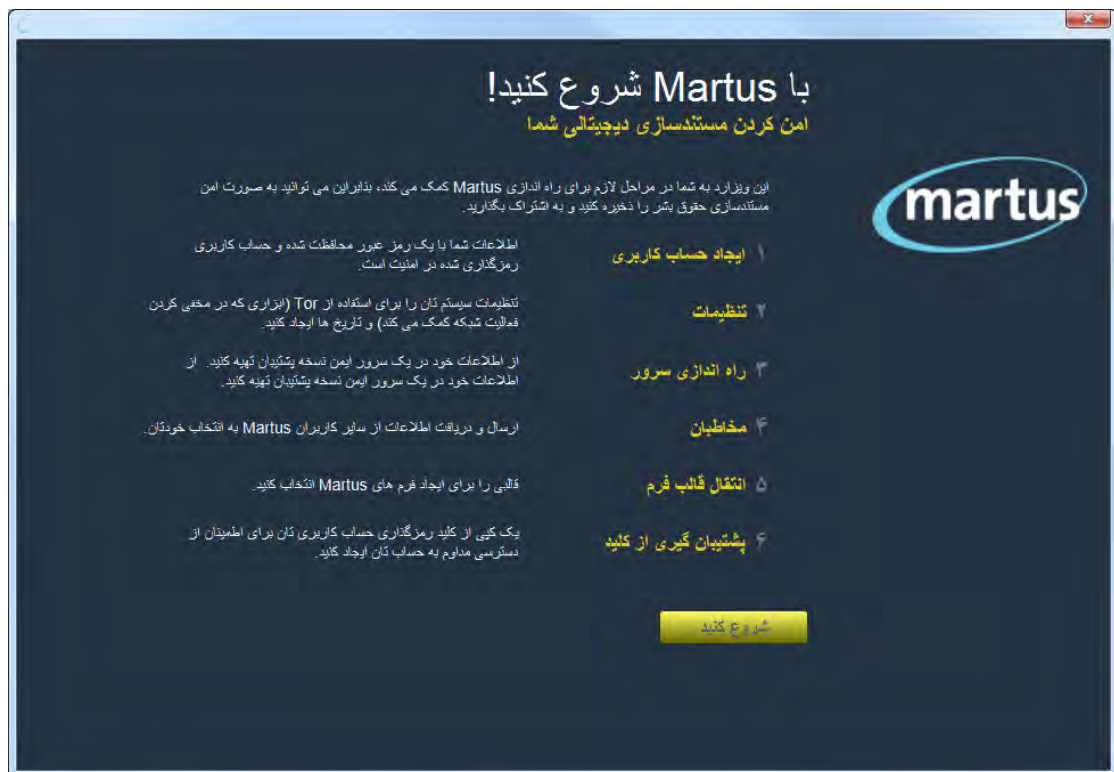 با Martus شروع کنید!
امن کردن مستندسازی دیجیتالی شما
martus
این ویزارد به شما در مراحل لازم برای راه اندازی Martus کمک می کند، بنابراین می توانید به صورت امن
مستندسازی حقوق بشر را ذخیره کنید و به اشتراک بگذارید.
۱ ایجاد حساب کاربری
اطلاعات شما با یک رمز عبور محافظت شده و حساب کاربری
رمزگذاری شده در امنیت است.
۲ تنظیمات
تنظیمات سیستم تان را برای استفاده از Tor (ابزاری که در مخفی کردن
فعالیت شبکه کمک می کند) و تاریخ ها ایجاد کنید.
۳ راه اندازی سرور
از اطلاعات خود در یک سرور ایمن نسخه پشتیبان تهیه کنید. از
اطلاعات خود در یک سرور ایمن نسخه پشتیبان تهیه کنید.
۴ مخاطبان
ارسال و دریافت اطلاعات از سایر کاربران Martus به انتخاب خودتان.
۵ انتقال قالب فرم
قالبی را برای ایجاد فرم های Martus انتخاب کنید.
۶ پشتیبان گیری از کلید
یک کپی از کلید رمزگذاری حساب کاربری تان برای اطمینان از
دسترسی مداوم به حساب تان ایجاد کنید.
شروع کنید